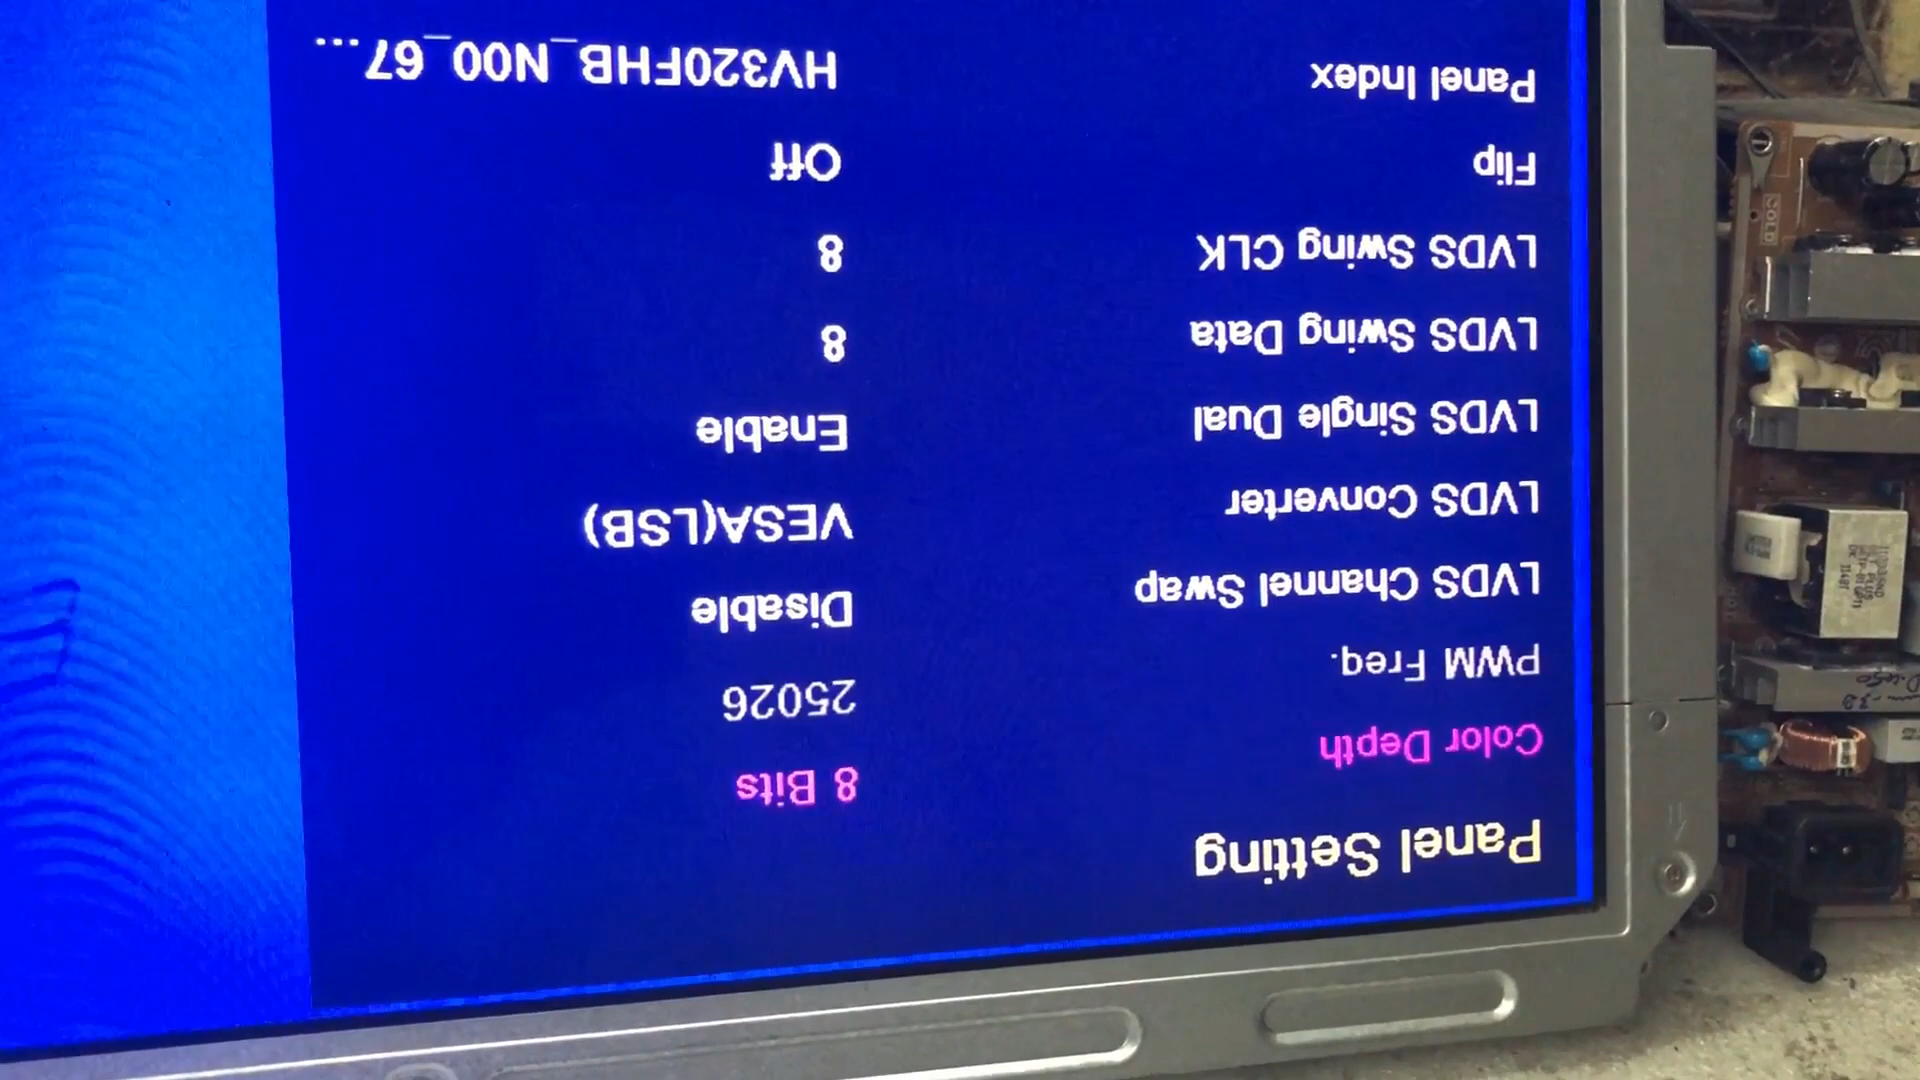 Panel Setting
Color Depth 8 Bits
PWM Freq. 25026
LVDS Channel Swap Disable
LVDS Converter VESA(LSB)
LVDS Single Dual Enable
LVDS Swing Data 8
LVDS Swing CLK 8
Flip Off
Panel Index HV320FHB_N00_67...
COLD